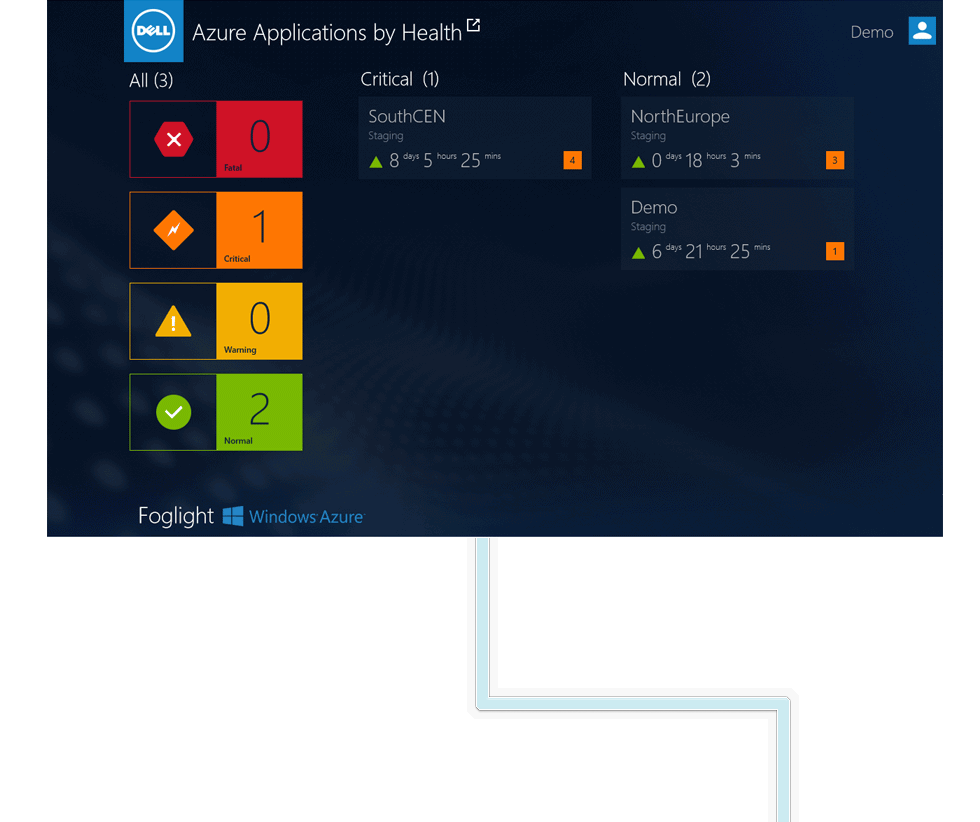 DELL
Azure Applications by Health
Demo
All (3)
0
Fatal
1
Critical
0
Warning
2
Normal
Critical (1)
SouthCEN
Staging
8 days 5 hours 25 mins
4
Normal (2)
NorthEurope
Staging
0 days 18 hours 3 mins
3
Demo
Staging
6 days 21 hours 25 mins
1
Foglight Windows Azure